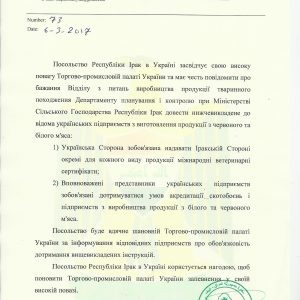 Number: 73
Date: 6-3-2017
Посольство Республіки Ірак в Україні засвідчує свою високу
повагу Торгово-промисловій палаті України та має честь повідомити про
бажання Відділу з питань виробництва продукції тваринного
походження Департаменту планування і контролю при Міністерстві
Сільського Господарства Республіки Ірак довести нижченаведене до
відома українських підприємств з виготовлення продукції з червоного та
білого м'яса:
1) Українська Сторона зобов'язана надавати Іракській Стороні
окремі для кожного виду продукції міжнародні ветеринарні
сертифікати;
2) Вповноважені представники українських підприємств
зобов'язані дотримуватися умов акредитації скотобоєнь і
підприємств з виробництва продукції з білого та червоного
м'яса.
Посольство буде вдячне шановній Торгово-промисловій палаті
України за інформування відповідних підприємств про обов'язковість
дотримання вищевикладених інструкцій.
Посольство Республіки Ірак в Україні користується нагодою, щоб
поновити Торгово-промисловій палаті України запевнення у своїй
високій повазі.